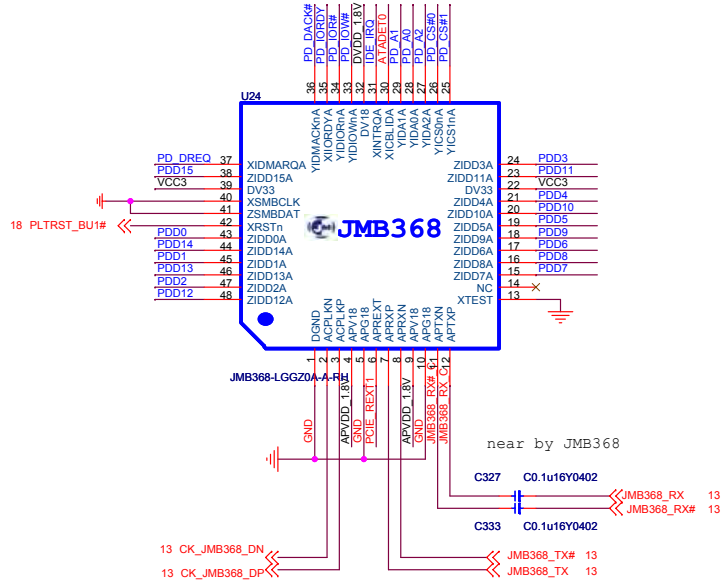 PD_DACK#
PD_IORDY
PD_IOR#
PD_IOW#
DVDD_1.8V
IDE_IRQ
ATADET0
PD_A1
PD_A0
PD_A2
PD_CS#0
PD_CS#1
36
35
34
33
32
31
30
29
28
27
26
25
U24
YIDMACKnA
XIIORDYA
YIDIORnA
YIDIOWnA
DV18
XINTRQA
XICBLIDA
YIDA1A
YIDA0A
YIDA2A
YICS0nA
YICS1nA
PD_DREQ 37 XIDMARQA
PDD15 38 ZIDD15A
VCC3 39 DV33
40 XSMBCLK
41 ZSMBDAT
18 PLTRST_BU1# 42 XRSTn
PDD0 43 ZIDD0A
PDD14 44 ZIDD14A
PDD1 45 ZIDD1A
PDD13 46 ZIDD13A
PDD2 47 ZIDD2A
PDD12 48 ZIDD12A
JMB368
ZIDD3A 24 PDD3
ZIDD11A 23 PDD11
DV33 22 VCC3
ZIDD4A 21 PDD4
ZIDD10A 20 PDD10
ZIDD5A 19 PDD5
ZIDD9A 18 PDD9
ZIDD6A 17 PDD6
ZIDD8A 16 PDD8
ZIDD7A 15 PDD7
NC 14
XTEST 13
DGND
ACPLKN
ACPLKP
APV18
APG18
APREXT
APRXP
APRXN
APV18
APG18
APTXN
APTXP
1
2
3
4
5
6
7
8
9
10
11
12
JMB368-LGGZ0A-A-RH
GND
APVDD_1.8V
GND
PCIE_REXT1
APVDD_1.8V
GND
JMB368_RX#_C
JMB368_RX_C
near by JMB368
C327 C0.1u16Y0402
JMB368_RX 13
JMB368_RX# 13
C333 C0.1u16Y0402
13 CK_JMB368_DN
13 CK_JMB368_DP
JMB368_TX# 13
JMB368_TX 13